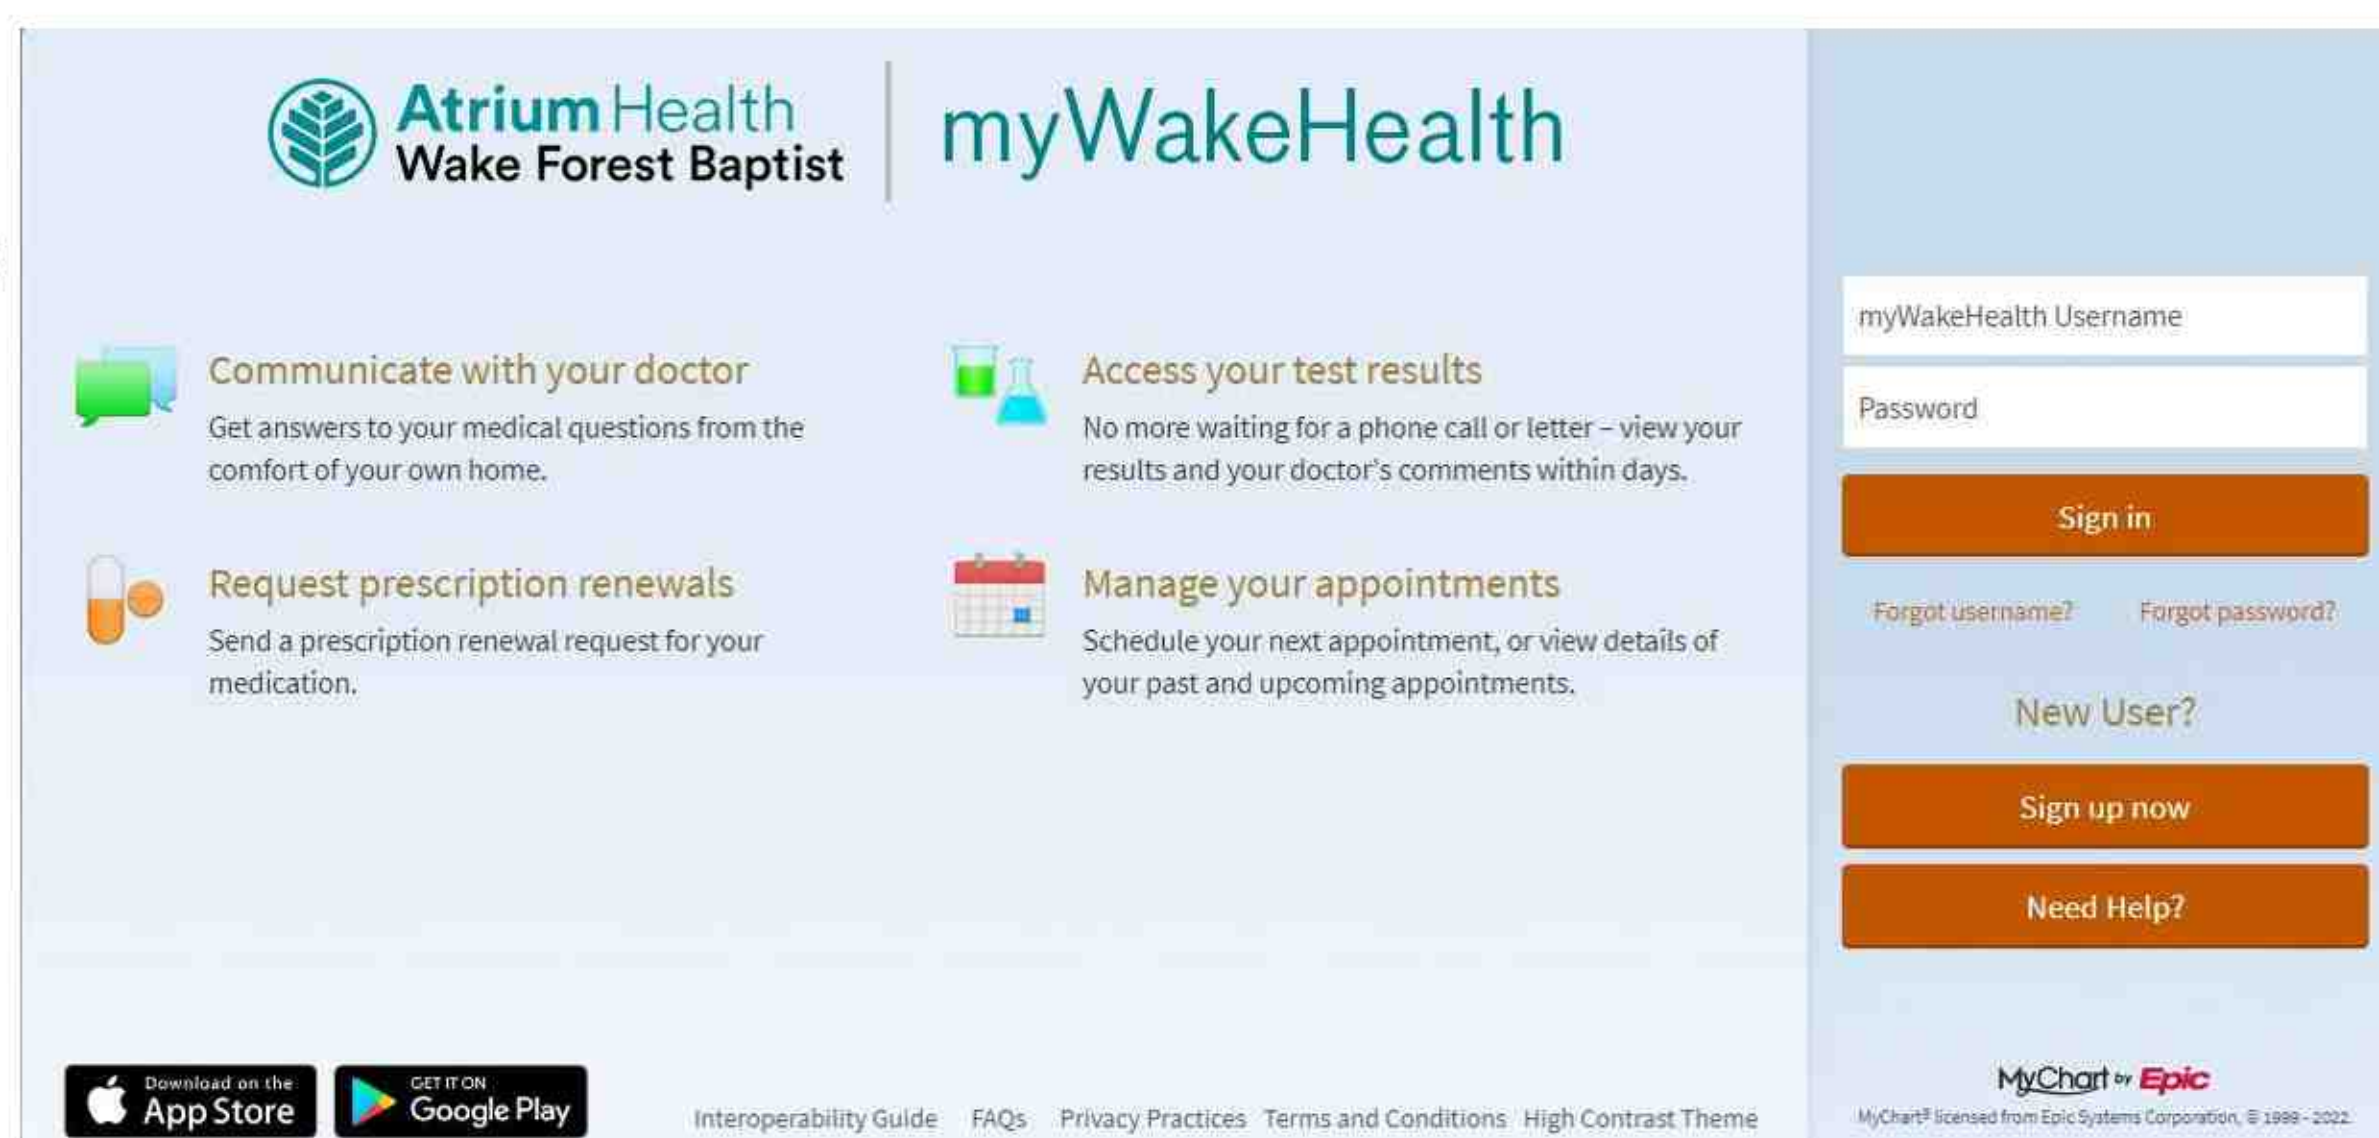 Atrium Health
Wake Forest Baptist
myWakeHealth
Communicate with your doctor
Get answers to your medical questions from the
comfort of your own home.
Access your test results
No more waiting for a phone call or letter – view your
results and your doctor's comments within days.
Request prescription renewals
Send a prescription renewal request for your
medication.
Manage your appointments
Schedule your next appointment, or view details of
your past and upcoming appointments.
myWakeHealth Username
Password
Sign in
Forgot username? Forgot password?
New User?
Sign up now
Need Help?
Download on the
App Store
GET IT ON
Google Play
Interoperability Guide FAQs Privacy Practices Terms and Conditions High Contrast Theme
MyChart by Epic
MyChart® licensed from Epic Systems Corporation, © 1999 - 2022